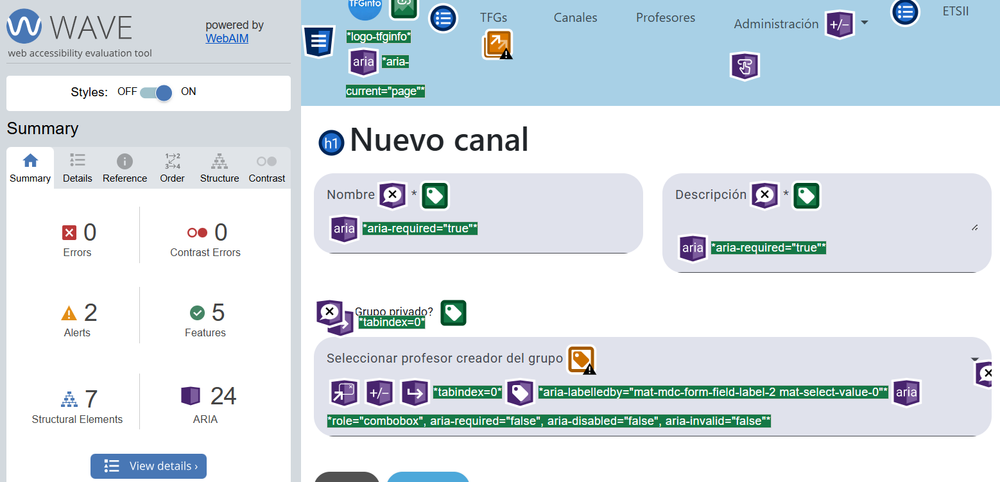 WAVE
powered by
WebAIM
web accessibility evaluation tool
Styles: OFF ON
Summary
Summary Details Reference Order Structure Contrast
0
Errors
0
Contrast Errors
2
Alerts
5
Features
7
Structural Elements
24
ARIA
View details ›
TFGinfo
*logo-tfginfo*
aria *aria-
current="page"*
TFGs
Canales
Profesores
Administración +/−
ETSII
h1 Nuevo canal
Nombre *
aria *aria-required="true"*
Descripción *
aria *aria-required="true"*
Grupo privado?
*tabindex=0*
Seleccionar profesor creador del grupo
+/− *tabindex=0* *aria-labelledby="mat-mdc-form-field-label-2 mat-select-value-0"* aria
*role="combobox", aria-required="false", aria-disabled="false", aria-invalid="false"*